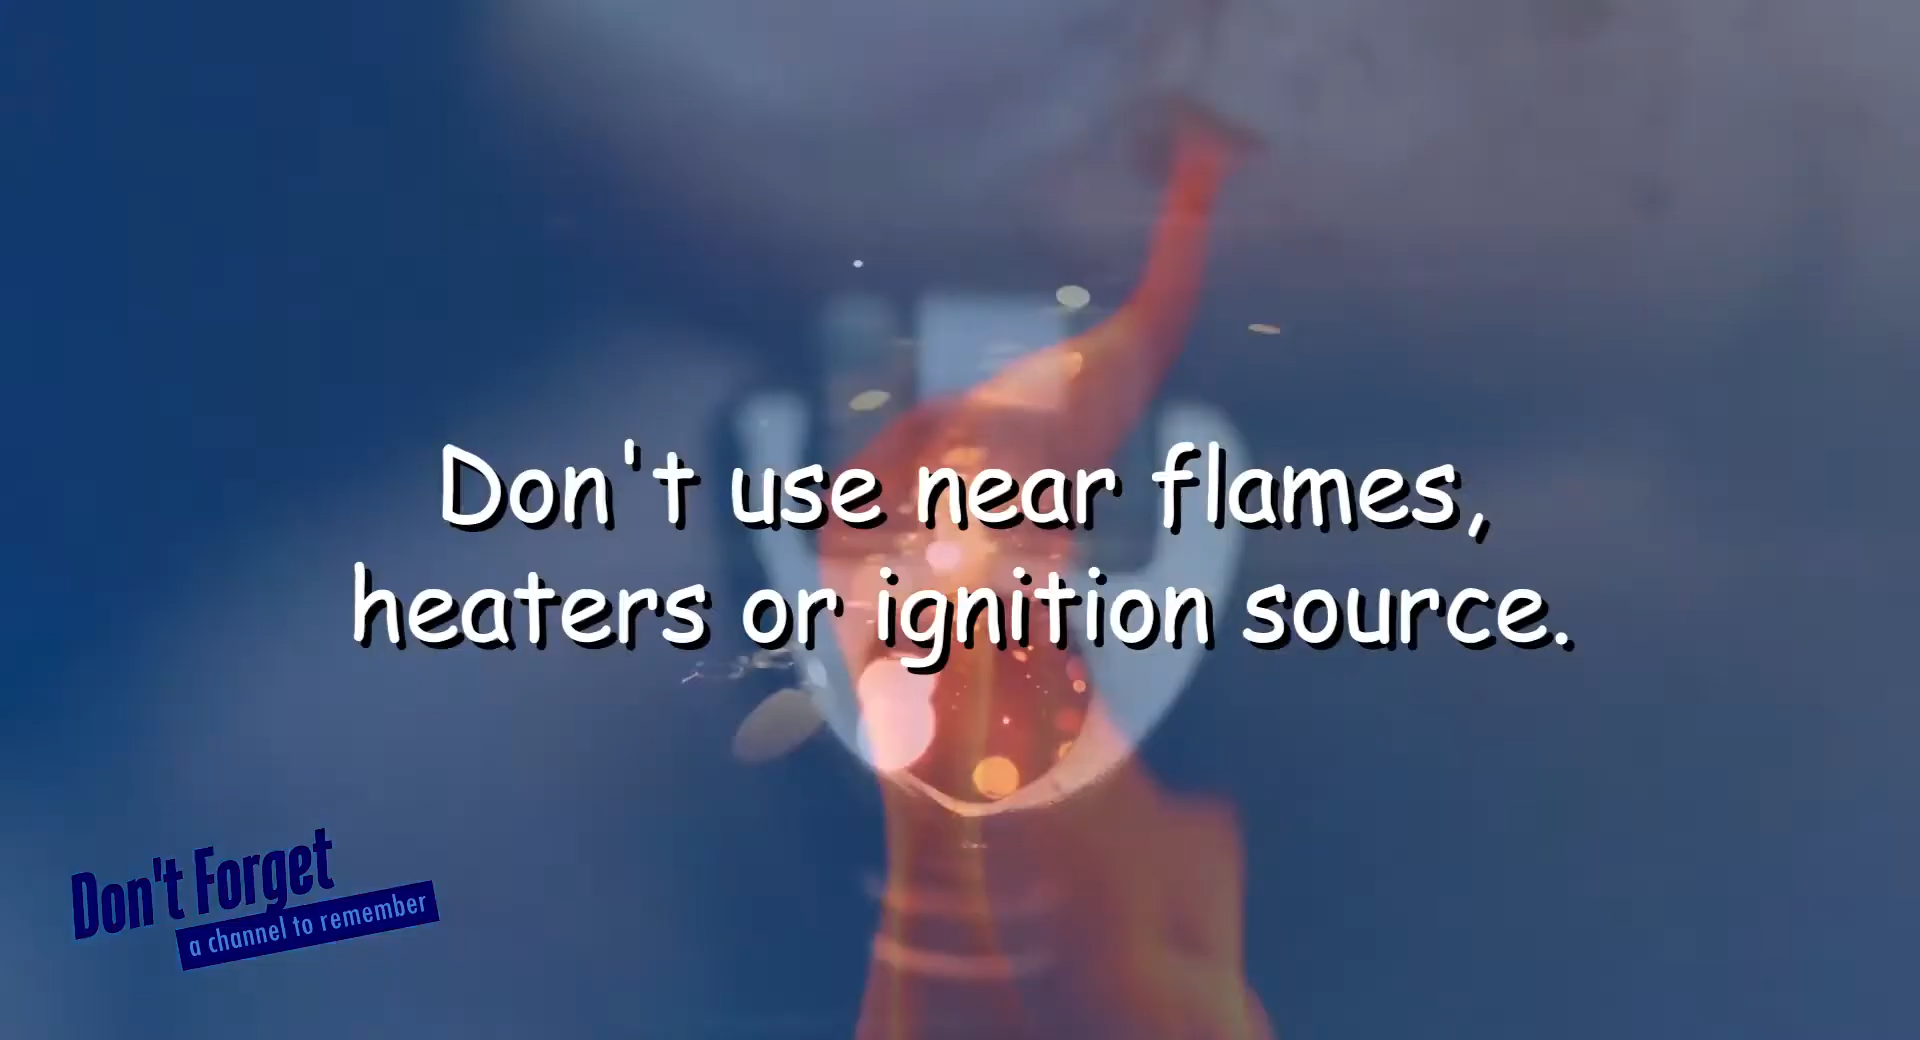 Don't use near flames,
heaters or ignition source.
Don't Forget
a channel to remember